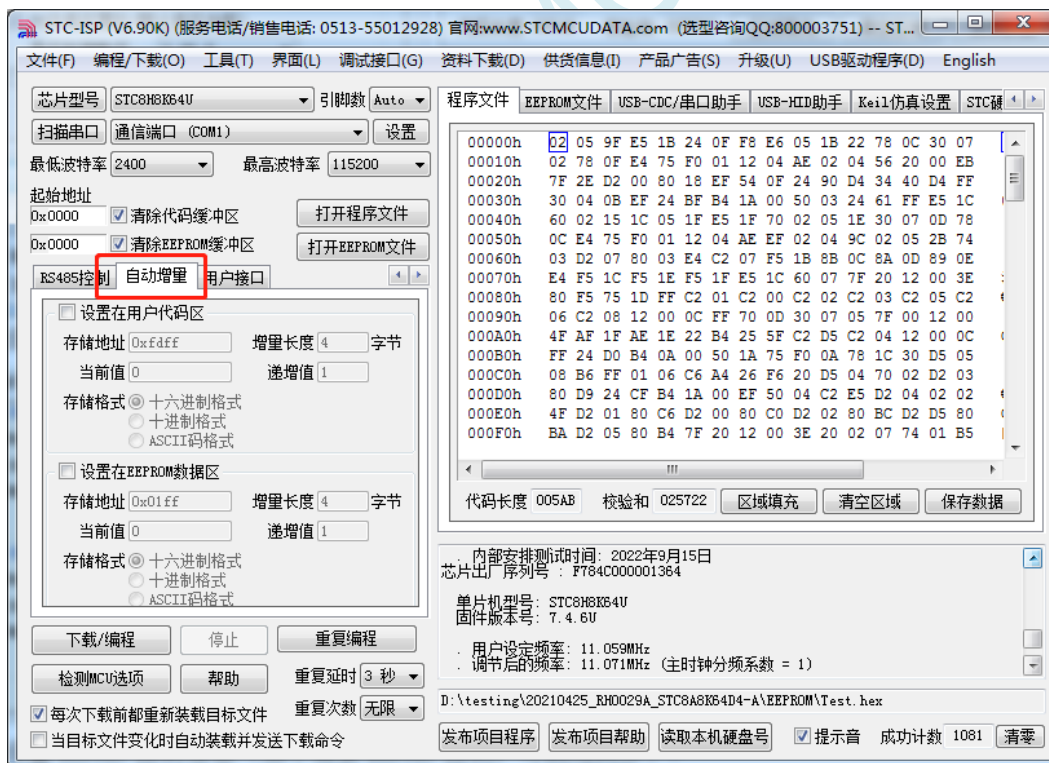 STC-ISP (V6.90K) (服务电话/销售电话: 0513-55012928) 官网:www.STCMCUDATA.com (选型咨询QQ:800003751) -- ST...
文件(F) 编程/下载(O) 工具(T) 界面(L) 调试接口(G) 资料下载(D) 供货信息(I) 产品广告(S) 升级(U) USB驱动程序(D) English
芯片型号 STC8H8K64U 引脚数 Auto
扫描串口 通信端口 (COM1) 设置
最低波特率 2400 最高波特率 115200
起始地址
0x0000 清除代码缓冲区 打开程序文件
0x0000 清除EEPROM缓冲区 打开EEPROM文件
RS485控制 自动增量 用户接口
设置在用户代码区
存储地址 0xfdff 增量长度 4 字节
当前值 0 递增值 1
存储格式 十六进制格式
十进制格式
ASCII码格式
设置在EEPROM数据区
存储地址 0x01ff 增量长度 4 字节
当前值 0 递增值 1
存储格式 十六进制格式
十进制格式
ASCII码格式
下载/编程 停止 重复编程
检测MCU选项 帮助 重复延时 3 秒
每次下载前都重新装载目标文件 重复次数 无限
当目标文件变化时自动装载并发送下载命令
程序文件 EEPROM文件 USB-CDC/串口助手 USB-HID助手 Keil仿真设置 STC硬
00000h 02 05 9F E5 1B 24 0F F8 E6 05 1B 22 78 0C 30 07
00010h 02 78 0F E4 75 F0 01 12 04 AE 02 04 56 20 00 EB
00020h 7F 2E D2 00 80 18 EF 54 0F 24 90 D4 34 40 D4 FF
00030h 30 04 0B EF 24 BF B4 1A 00 50 03 24 61 FF E5 1C
00040h 60 02 15 1C 05 1F E5 1F 70 02 05 1E 30 07 0D 78
00050h 0C E4 75 F0 01 12 04 AE EF 02 04 9C 02 05 2B 74
00060h 03 D2 07 80 03 E4 C2 07 F5 1B 8B 0C 8A 0D 89 0E
00070h E4 F5 1C F5 1E F5 1F E5 1C 60 07 7F 20 12 00 3E
00080h 80 F5 75 1D FF C2 01 C2 00 C2 02 C2 03 C2 05 C2
00090h 06 C2 08 12 00 0C FF 70 0D 30 07 05 7F 00 12 00
000A0h 4F AF 1F AE 1E 22 B4 25 5F C2 D5 C2 04 12 00 0C
000B0h FF 24 D0 B4 0A 00 50 1A 75 F0 0A 78 1C 30 D5 05
000C0h 08 B6 FF 01 06 C6 A4 26 F6 20 D5 04 70 02 D2 03
000D0h 80 D9 24 CF B4 1A 00 EF 50 04 C2 E5 D2 04 02 02
000E0h 4F D2 01 80 C6 D2 00 80 C0 D2 02 80 BC D2 D5 80
000F0h BA D2 05 80 B4 7F 20 12 00 3E 20 02 07 74 01 B5
代码长度 005AB 校验和 025722 区域填充 清空区域 保存数据
. 内部安排测试时间: 2022年9月15日
芯片出厂序列号 : F784C000001364
单片机型号: STC8H8K64U
固件版本号: 7.4.6U
. 用户设定频率: 11.059MHz
. 调节后的频率: 11.071MHz (主时钟分频系数 = 1)
D:\testing\20210425_RH0029A_STC8A8K64D4-A\EEPROM\Test.hex
发布项目程序 发布项目帮助 读取本机硬盘号 提示音 成功计数 1081 清零